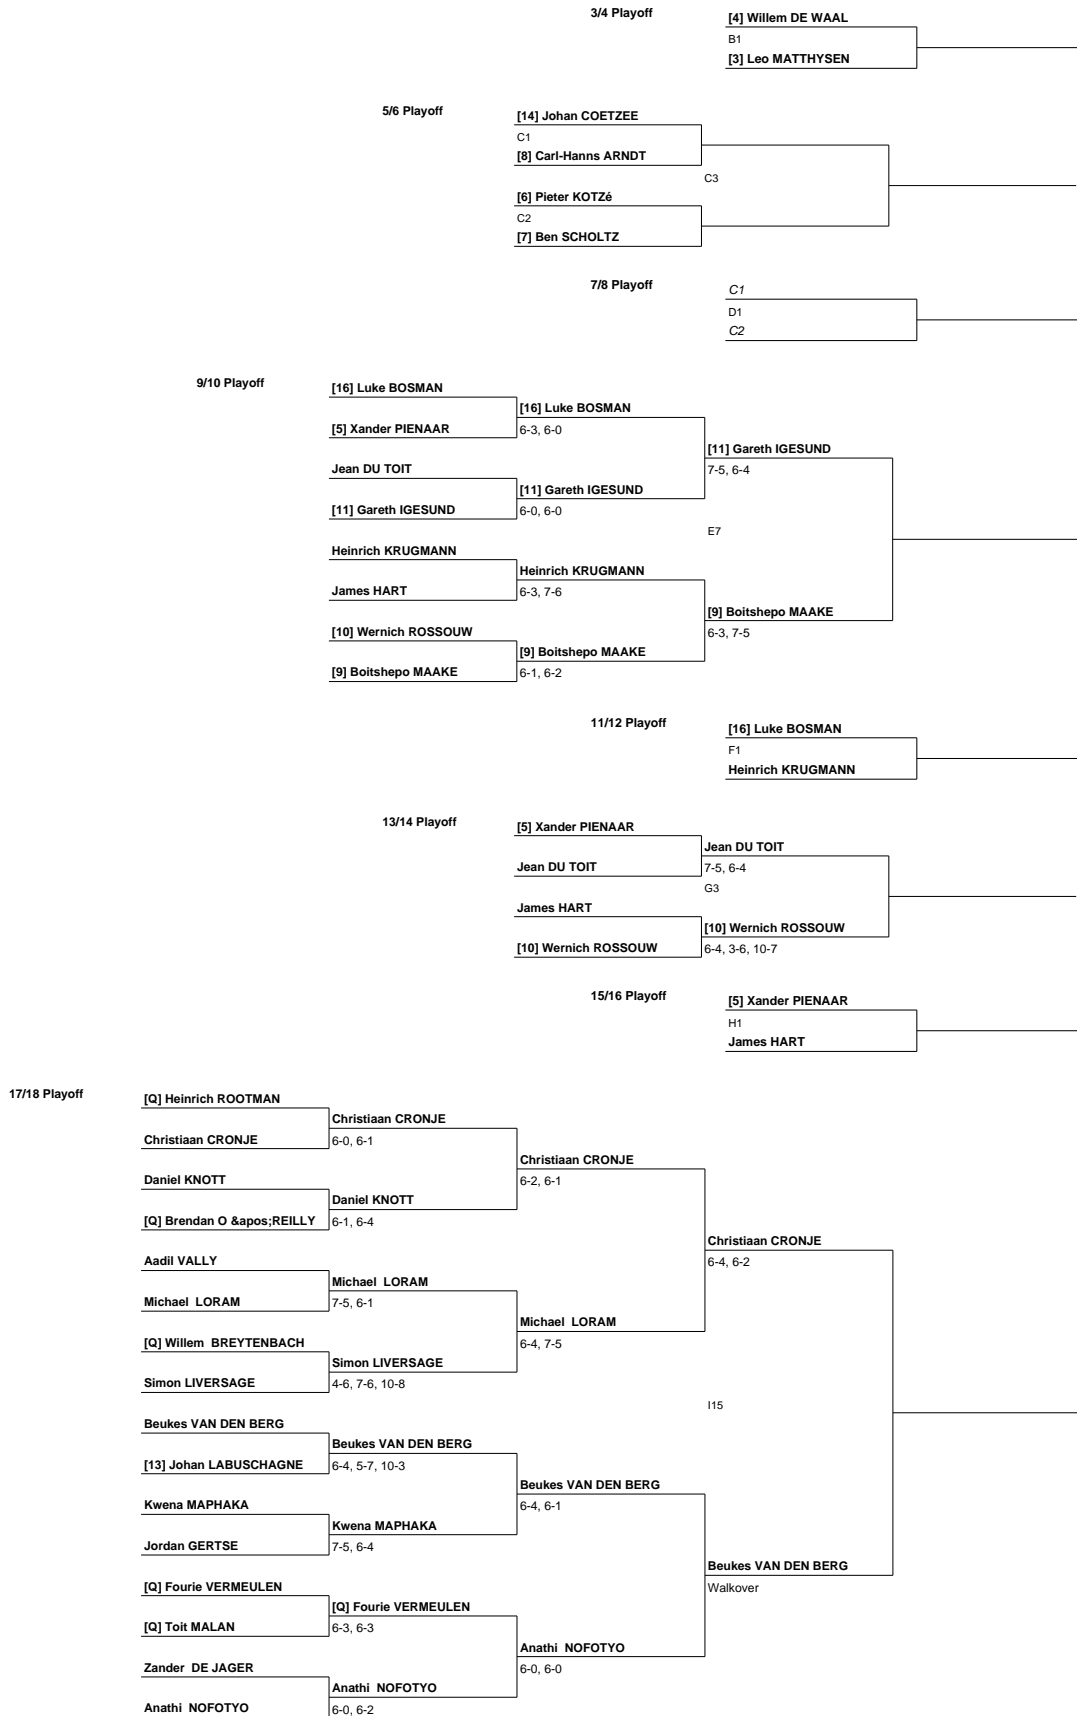 3/4 Playoff
[4] Willem DE WAAL
B1
[3] Leo MATTHYSEN
5/6 Playoff
[14] Johan COETZEE
C1
[8] Carl-Hanns ARNDT
C3
[6] Pieter KOTZé
C2
[7] Ben SCHOLTZ
7/8 Playoff
C1
D1
C2
9/10 Playoff
[16] Luke BOSMAN
[16] Luke BOSMAN
[5] Xander PIENAAR
6-3, 6-0
[11] Gareth IGESUND
Jean DU TOIT
7-5, 6-4
[11] Gareth IGESUND
[11] Gareth IGESUND
6-0, 6-0
E7
Heinrich KRUGMANN
Heinrich KRUGMANN
James HART
6-3, 7-6
[9] Boitshepo MAAKE
[10] Wernich ROSSOUW
6-3, 7-5
[9] Boitshepo MAAKE
[9] Boitshepo MAAKE
6-1, 6-2
11/12 Playoff
[16] Luke BOSMAN
F1
Heinrich KRUGMANN
13/14 Playoff
[5] Xander PIENAAR
Jean DU TOIT
Jean DU TOIT
7-5, 6-4
G3
James HART
[10] Wernich ROSSOUW
[10] Wernich ROSSOUW
6-4, 3-6, 10-7
15/16 Playoff
[5] Xander PIENAAR
H1
James HART
17/18 Playoff
[Q] Heinrich ROOTMAN
Christiaan CRONJE
Christiaan CRONJE
6-0, 6-1
Christiaan CRONJE
Daniel KNOTT
6-2, 6-1
Daniel KNOTT
[Q] Brendan O &apos;REILLY
6-1, 6-4
Christiaan CRONJE
Aadil VALLY
6-4, 6-2
Michael LORAM
Michael LORAM
7-5, 6-1
Michael LORAM
[Q] Willem BREYTENBACH
6-4, 7-5
Simon LIVERSAGE
Simon LIVERSAGE
4-6, 7-6, 10-8
I15
Beukes VAN DEN BERG
Beukes VAN DEN BERG
[13] Johan LABUSCHAGNE
6-4, 5-7, 10-3
Beukes VAN DEN BERG
Kwena MAPHAKA
6-4, 6-1
Kwena MAPHAKA
Jordan GERTSE
7-5, 6-4
Beukes VAN DEN BERG
[Q] Fourie VERMEULEN
Walkover
[Q] Fourie VERMEULEN
[Q] Toit MALAN
6-3, 6-3
Anathi NOFOTYO
Zander DE JAGER
6-0, 6-0
Anathi NOFOTYO
Anathi NOFOTYO
6-0, 6-2